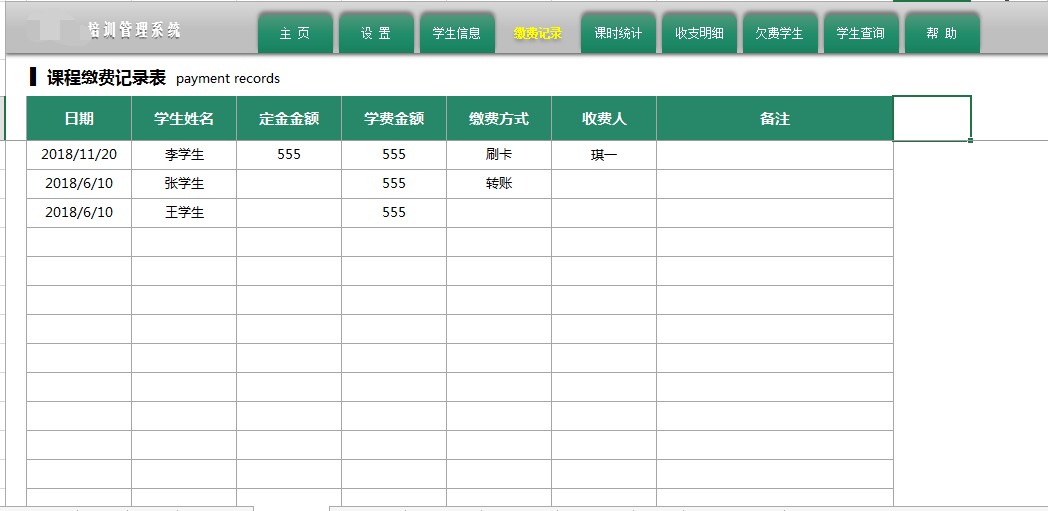 培训管理系统
主 页 设 置 学生信息 缴费记录 课时统计 收支明细 欠费学生 学生查询 帮 助
课程缴费记录表 payment records
日期 学生姓名 定金金额 学费金额 缴费方式 收费人 备注
2018/11/20 李学生 555 555 刷卡 琪一
2018/6/10 张学生 555 转账
2018/6/10 王学生 555